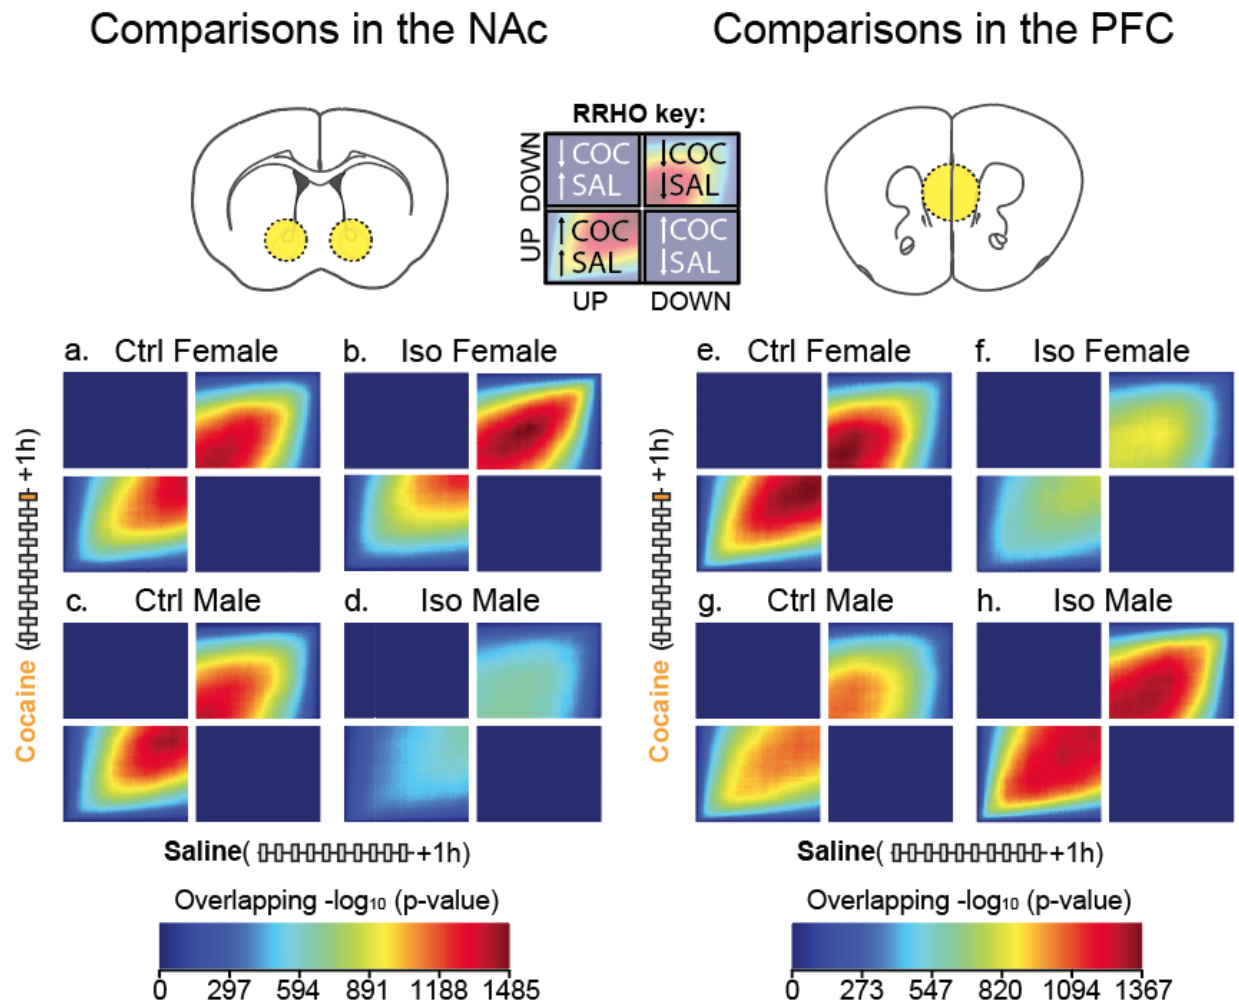 Comparisons in the NAc
Comparisons in the PFC
RRHO key:
DOWN
↓COC
↑SAL
↓COC
↓SAL
UP
↑COC
↑SAL
↑COC
↓SAL
UP
DOWN
a. Ctrl Female
b. Iso Female
c. Ctrl Male
d. Iso Male
Cocaine ( +1h)
Saline( +1h)
Overlapping -log₁₀ (p-value)
0 297 594 891 1188 1485
e. Ctrl Female
f. Iso Female
g. Ctrl Male
h. Iso Male
Cocaine ( +1h)
Saline( +1h)
Overlapping -log₁₀ (p-value)
0 273 547 820 1094 1367